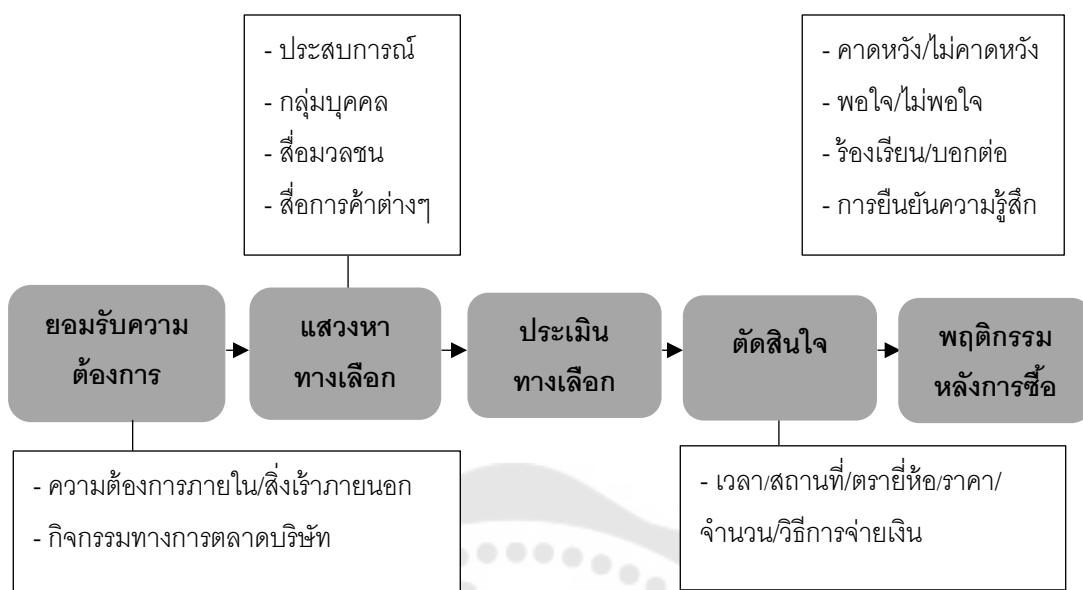 - ประสบการณ์
- กลุ่มบุคคล
- สื่อมวลชน
- สื่อการค้าต่างๆ
- คาดหวัง/ไม่คาดหวัง
- พอใจ/ไม่พอใจ
- ร้องเรียน/บอกต่อ
- การยืนยันความรู้สึก
ยอมรับความ
ต้องการ
แสวงหา
ทางเลือก
ประเมิน
ทางเลือก
ตัดสินใจ
พฤติกรรม
หลังการซื้อ
- ความต้องการภายใน/สิ่งเร้าภายนอก
- กิจกรรมทางการตลาดบริษัท
- เวลา/สถานที่/ตรายี่ห้อ/ราคา/
จำนวน/วิธีการจ่ายเงิน